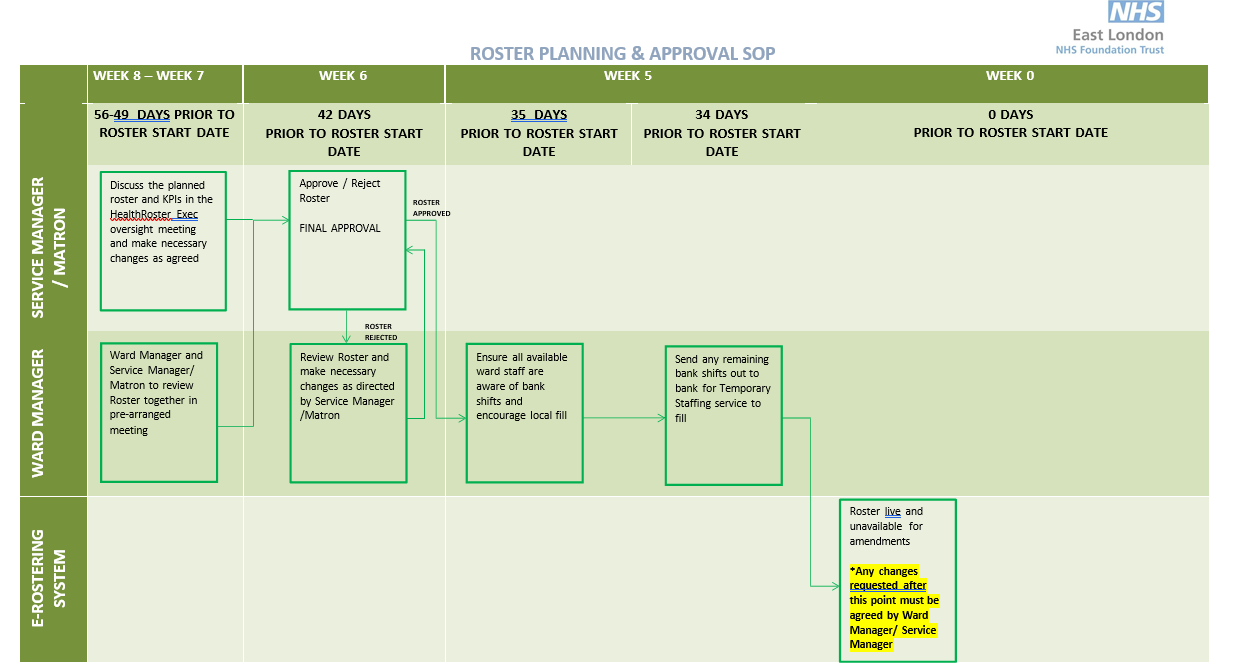 NHS
East London
NHS Foundation Trust
ROSTER PLANNING & APPROVAL SOP
WEEK 8 – WEEK 7
WEEK 6
WEEK 5
WEEK 0
56-49 DAYS PRIOR TO
ROSTER START DATE
42 DAYS
PRIOR TO ROSTER START
DATE
35 DAYS
PRIOR TO ROSTER START
DATE
34 DAYS
PRIOR TO ROSTER START
DATE
0 DAYS
PRIOR TO ROSTER START DATE
SERVICE MANAGER
/ MATRON
Discuss the planned
roster and KPIs in the
HealthRoster Exec
oversight meeting
and make necessary
changes as agreed
Approve / Reject
Roster
FINAL APPROVAL
ROSTER
APPROVED
ROSTER
REJECTED
WARD MANAGER
Ward Manager and
Service Manager/
Matron to review
Roster together in
pre-arranged
meeting
Review Roster and
make necessary
changes as directed
by Service Manager
/Matron
Ensure all available
ward staff are
aware of bank
shifts and
encourage local fill
Send any remaining
bank shifts out to
bank for Temporary
Staffing service to
fill
E-ROSTERING
SYSTEM
Roster live and
unavailable for
amendments
*Any changes
requested after
this point must be
agreed by Ward
Manager/ Service
Manager